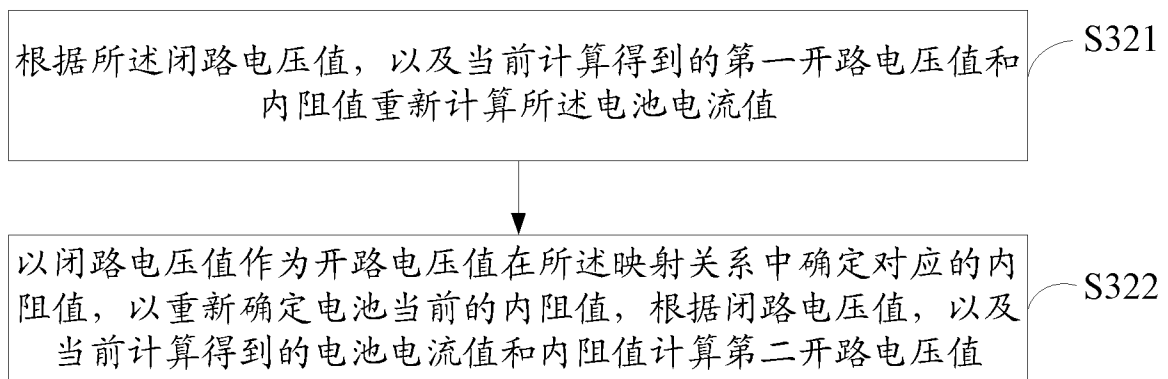 根据所述闭路电压值，以及当前计算得到的第一开路电压值和
内阻值重新计算所述电池电流值
S321
以闭路电压值作为开路电压值在所述映射关系中确定对应的内
阻值，以重新确定电池当前的内阻值，根据闭路电压值，以及
当前计算得到的电池电流值和内阻值计算第二开路电压值
S322